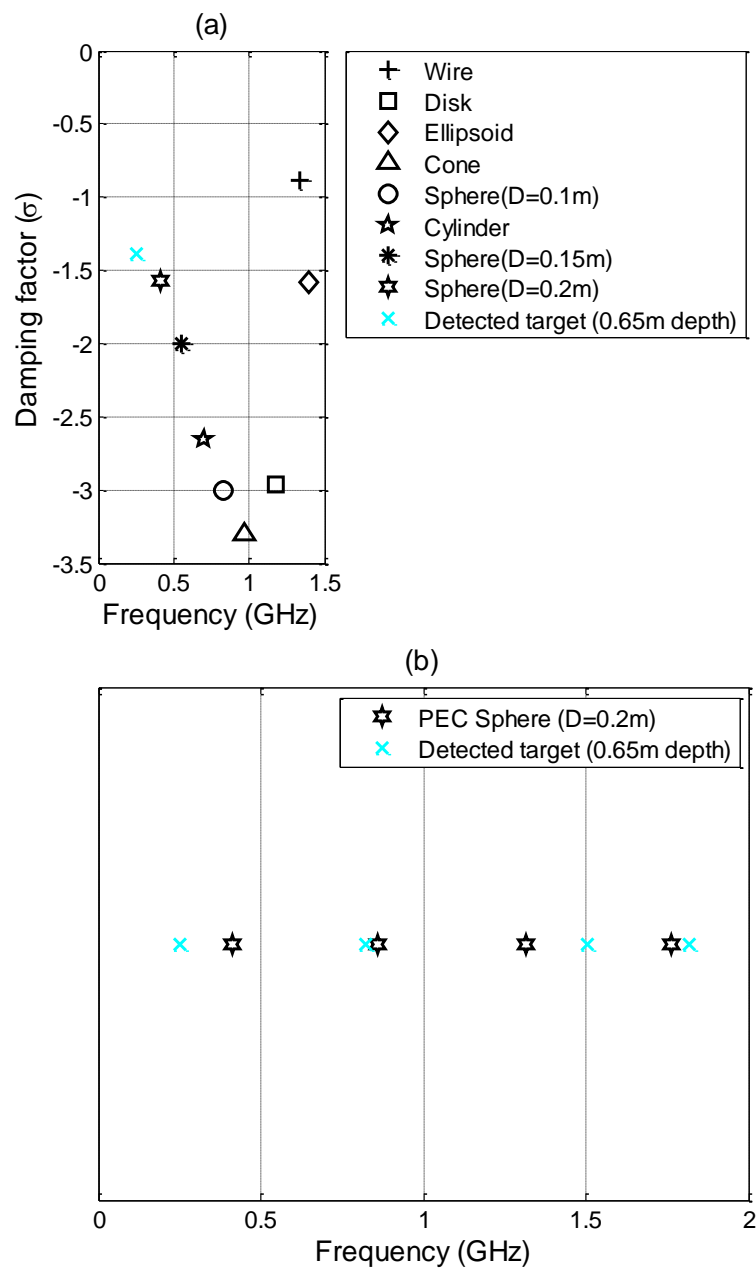 (a)
0
-0.5
-1
-1.5
-2
-2.5
-3
-3.5
Damping factor (σ)
0 0.5 1 1.5
Frequency (GHz)
Wire
Disk
Ellipsoid
Cone
Sphere(D=0.1m)
Cylinder
Sphere(D=0.15m)
Sphere(D=0.2m)
Detected target (0.65m depth)
(b)
PEC Sphere (D=0.2m)
Detected target (0.65m depth)
0 0.5 1 1.5 2
Frequency (GHz)